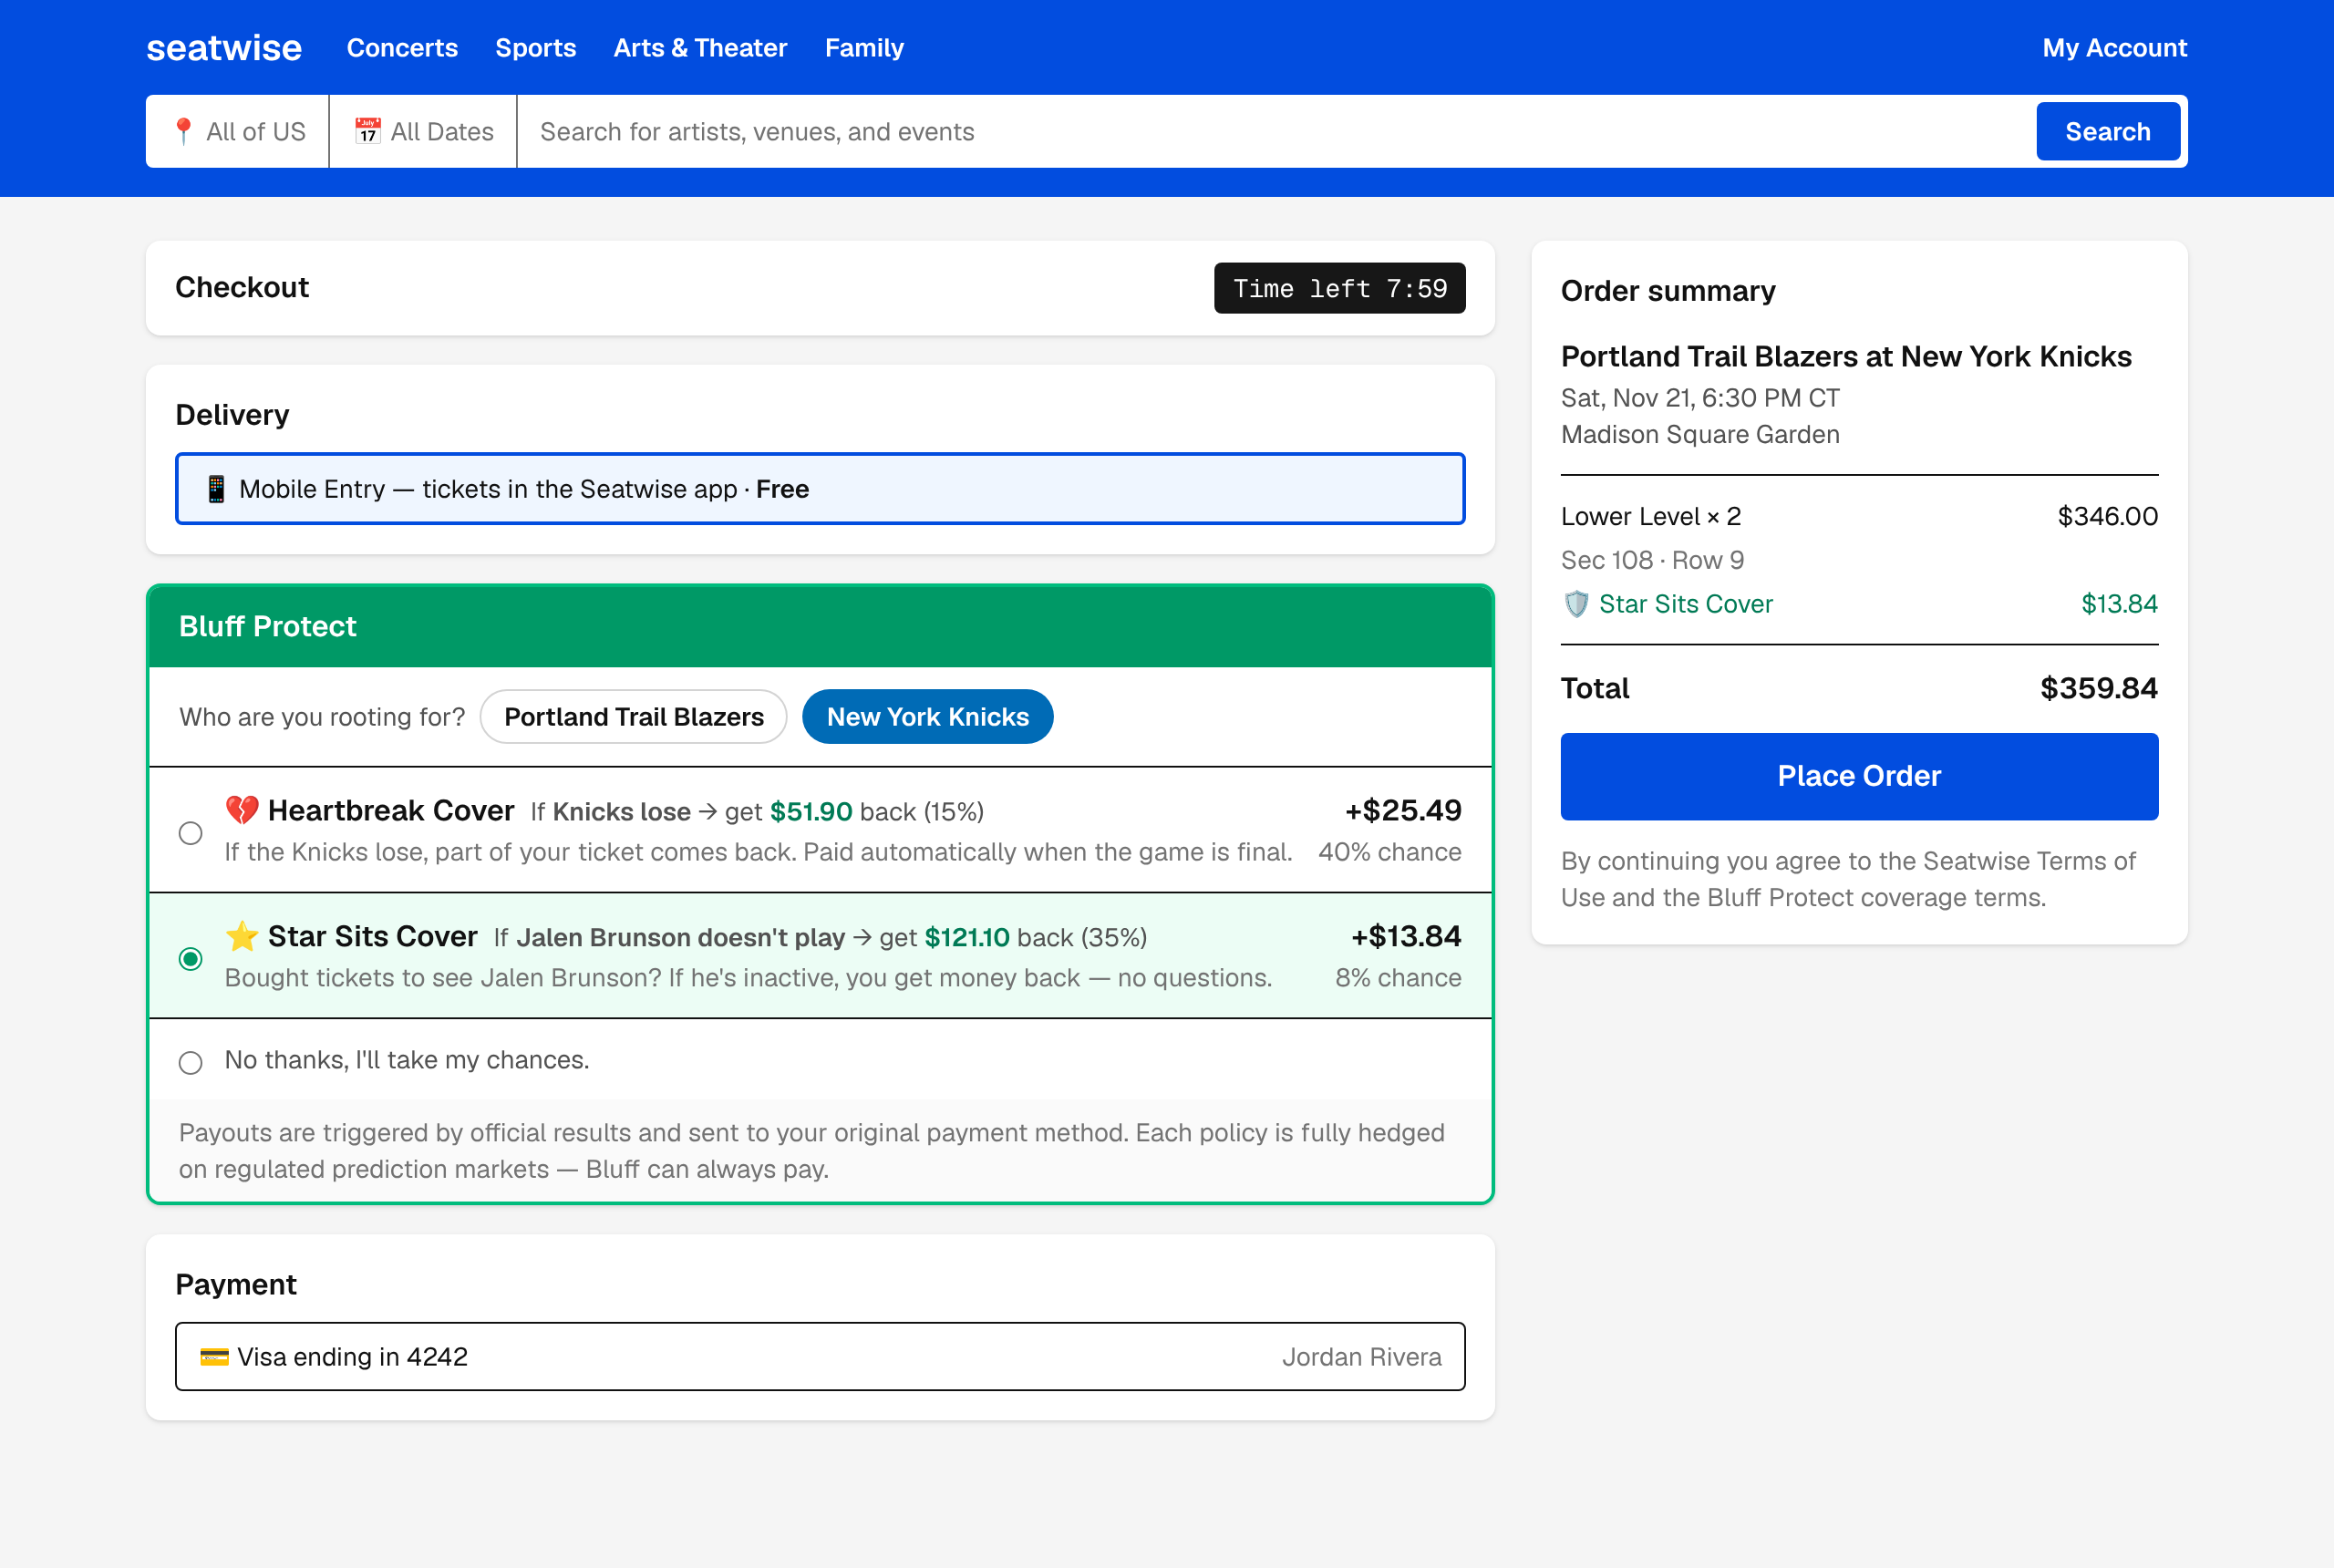 seatwise Concerts Sports Arts & Theater Family My Account
All of US All Dates Search for artists, venues, and events Search
Checkout Time left 7:59
Delivery
Mobile Entry — tickets in the Seatwise app · Free
Bluff Protect
Who are you rooting for? Portland Trail Blazers New York Knicks
Heartbreak Cover If Knicks lose → get $51.90 back (15%) +$25.49
If the Knicks lose, part of your ticket comes back. Paid automatically when the game is final. 40% chance
Star Sits Cover If Jalen Brunson doesn't play → get $121.10 back (35%) +$13.84
Bought tickets to see Jalen Brunson? If he's inactive, you get money back — no questions. 8% chance
No thanks, I'll take my chances.
Payouts are triggered by official results and sent to your original payment method. Each policy is fully hedged
on regulated prediction markets — Bluff can always pay.
Payment
Visa ending in 4242 Jordan Rivera
Order summary
Portland Trail Blazers at New York Knicks
Sat, Nov 21, 6:30 PM CT
Madison Square Garden
Lower Level × 2 $346.00
Sec 108 · Row 9
Star Sits Cover $13.84
Total $359.84
Place Order
By continuing you agree to the Seatwise Terms of
Use and the Bluff Protect coverage terms.